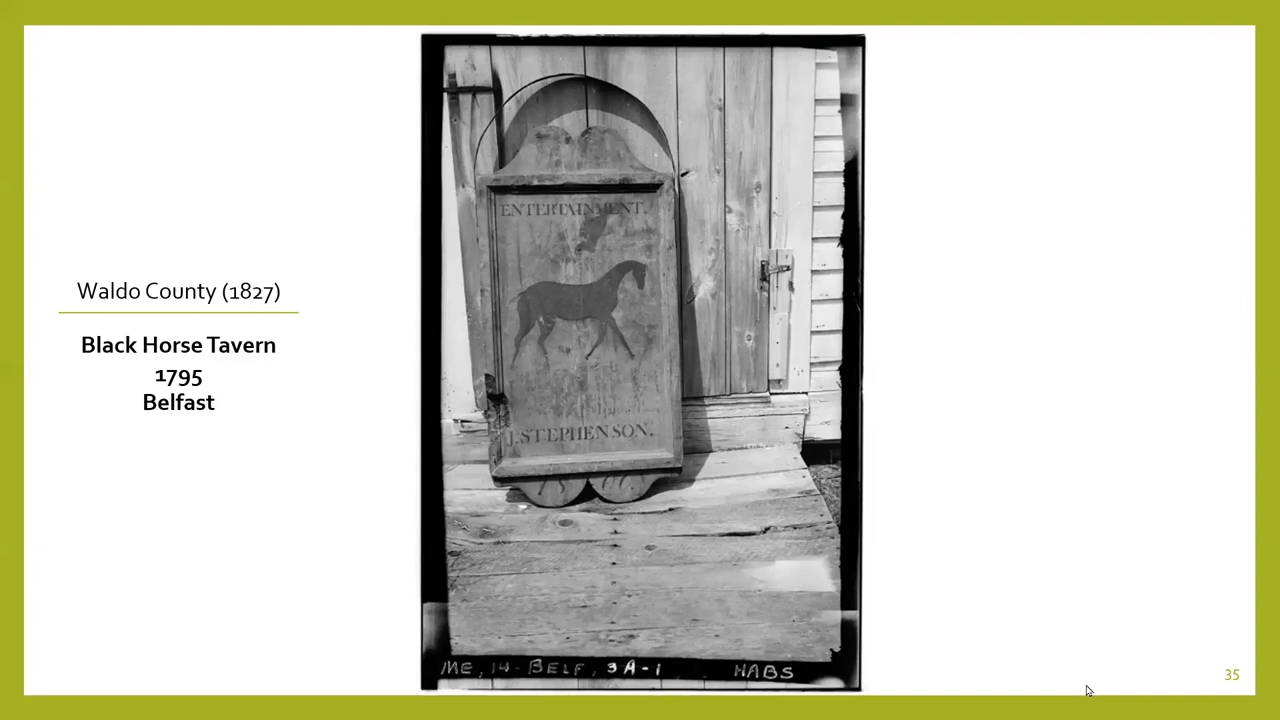 Waldo County (1827)
Black Horse Tavern
1795
Belfast
ENTERTAINMENT.
J. STEPHENSON.
ME, 14- BELF, 3A-1 HABS
35